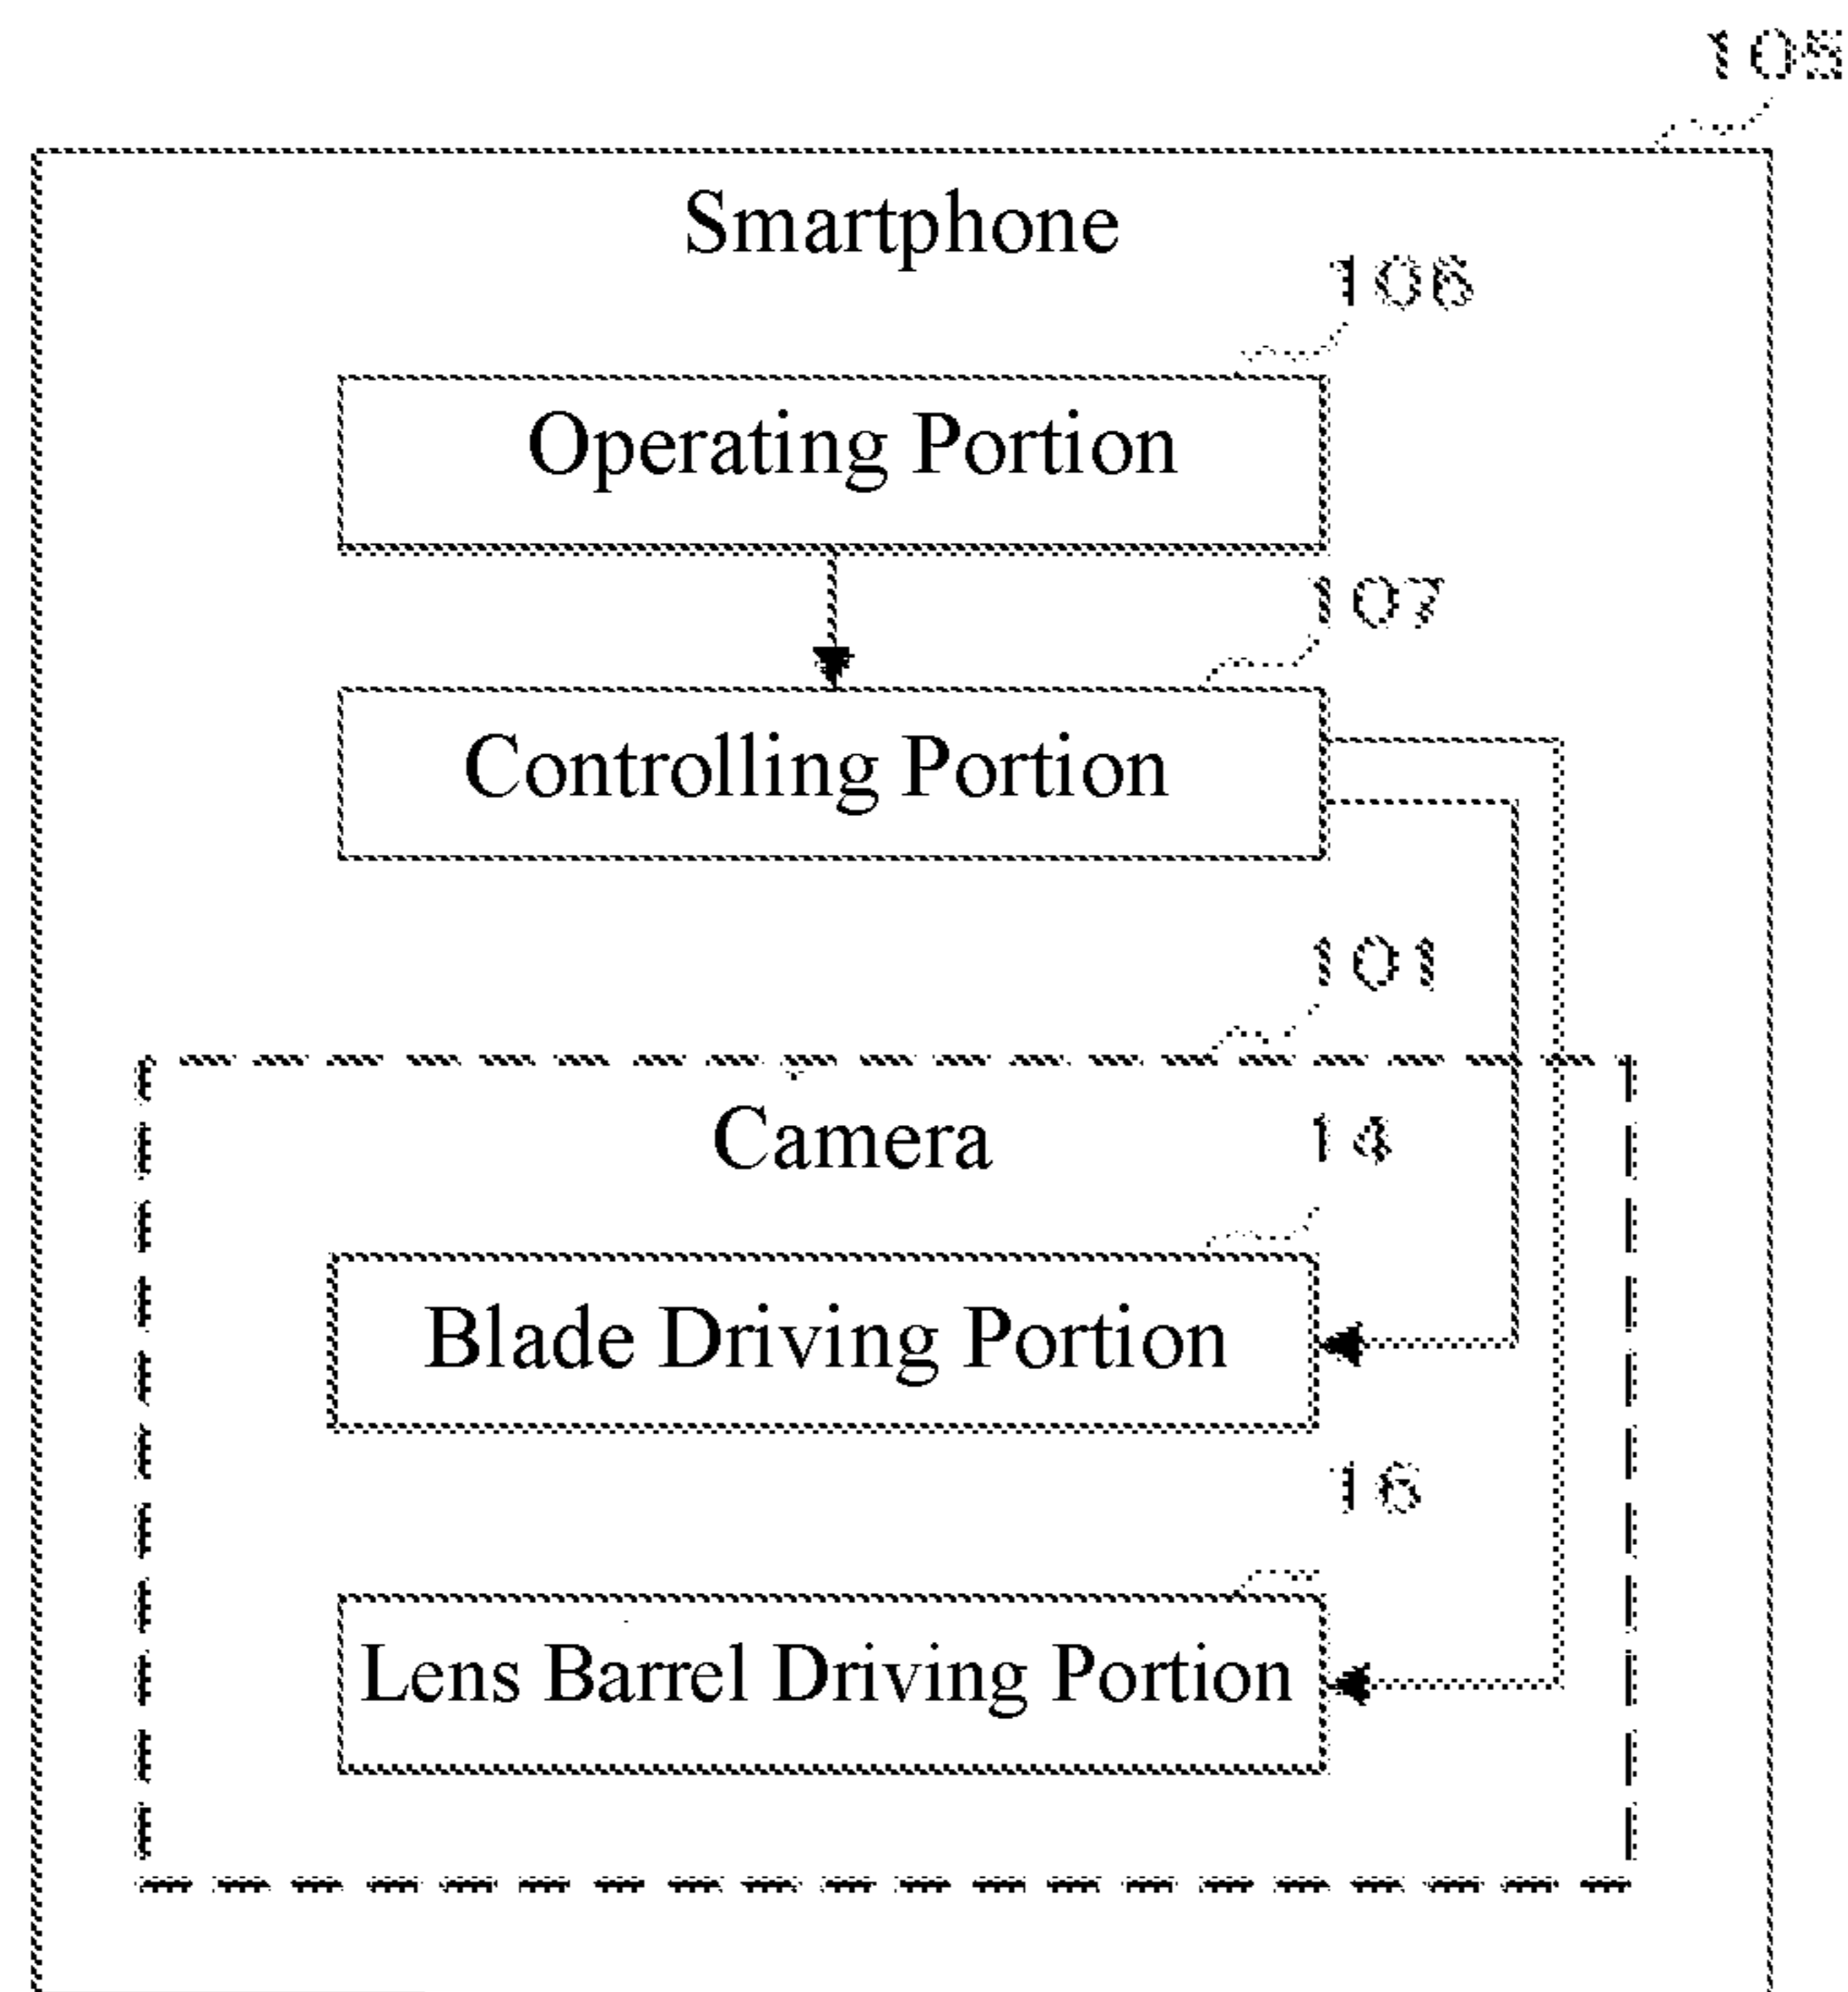 105
Smartphone
106
Operating Portion
107
Controlling Portion
101
Camera
14
Blade Driving Portion
16
Lens Barrel Driving Portion